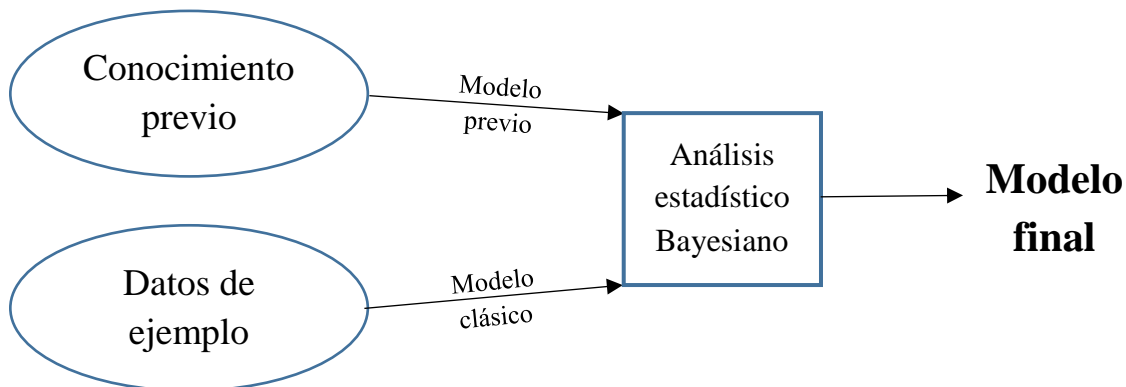 Conocimiento
previo
Modelo
previo
Análisis
estadístico
Bayesiano
Modelo
final
Datos de
ejemplo
Modelo
clásico